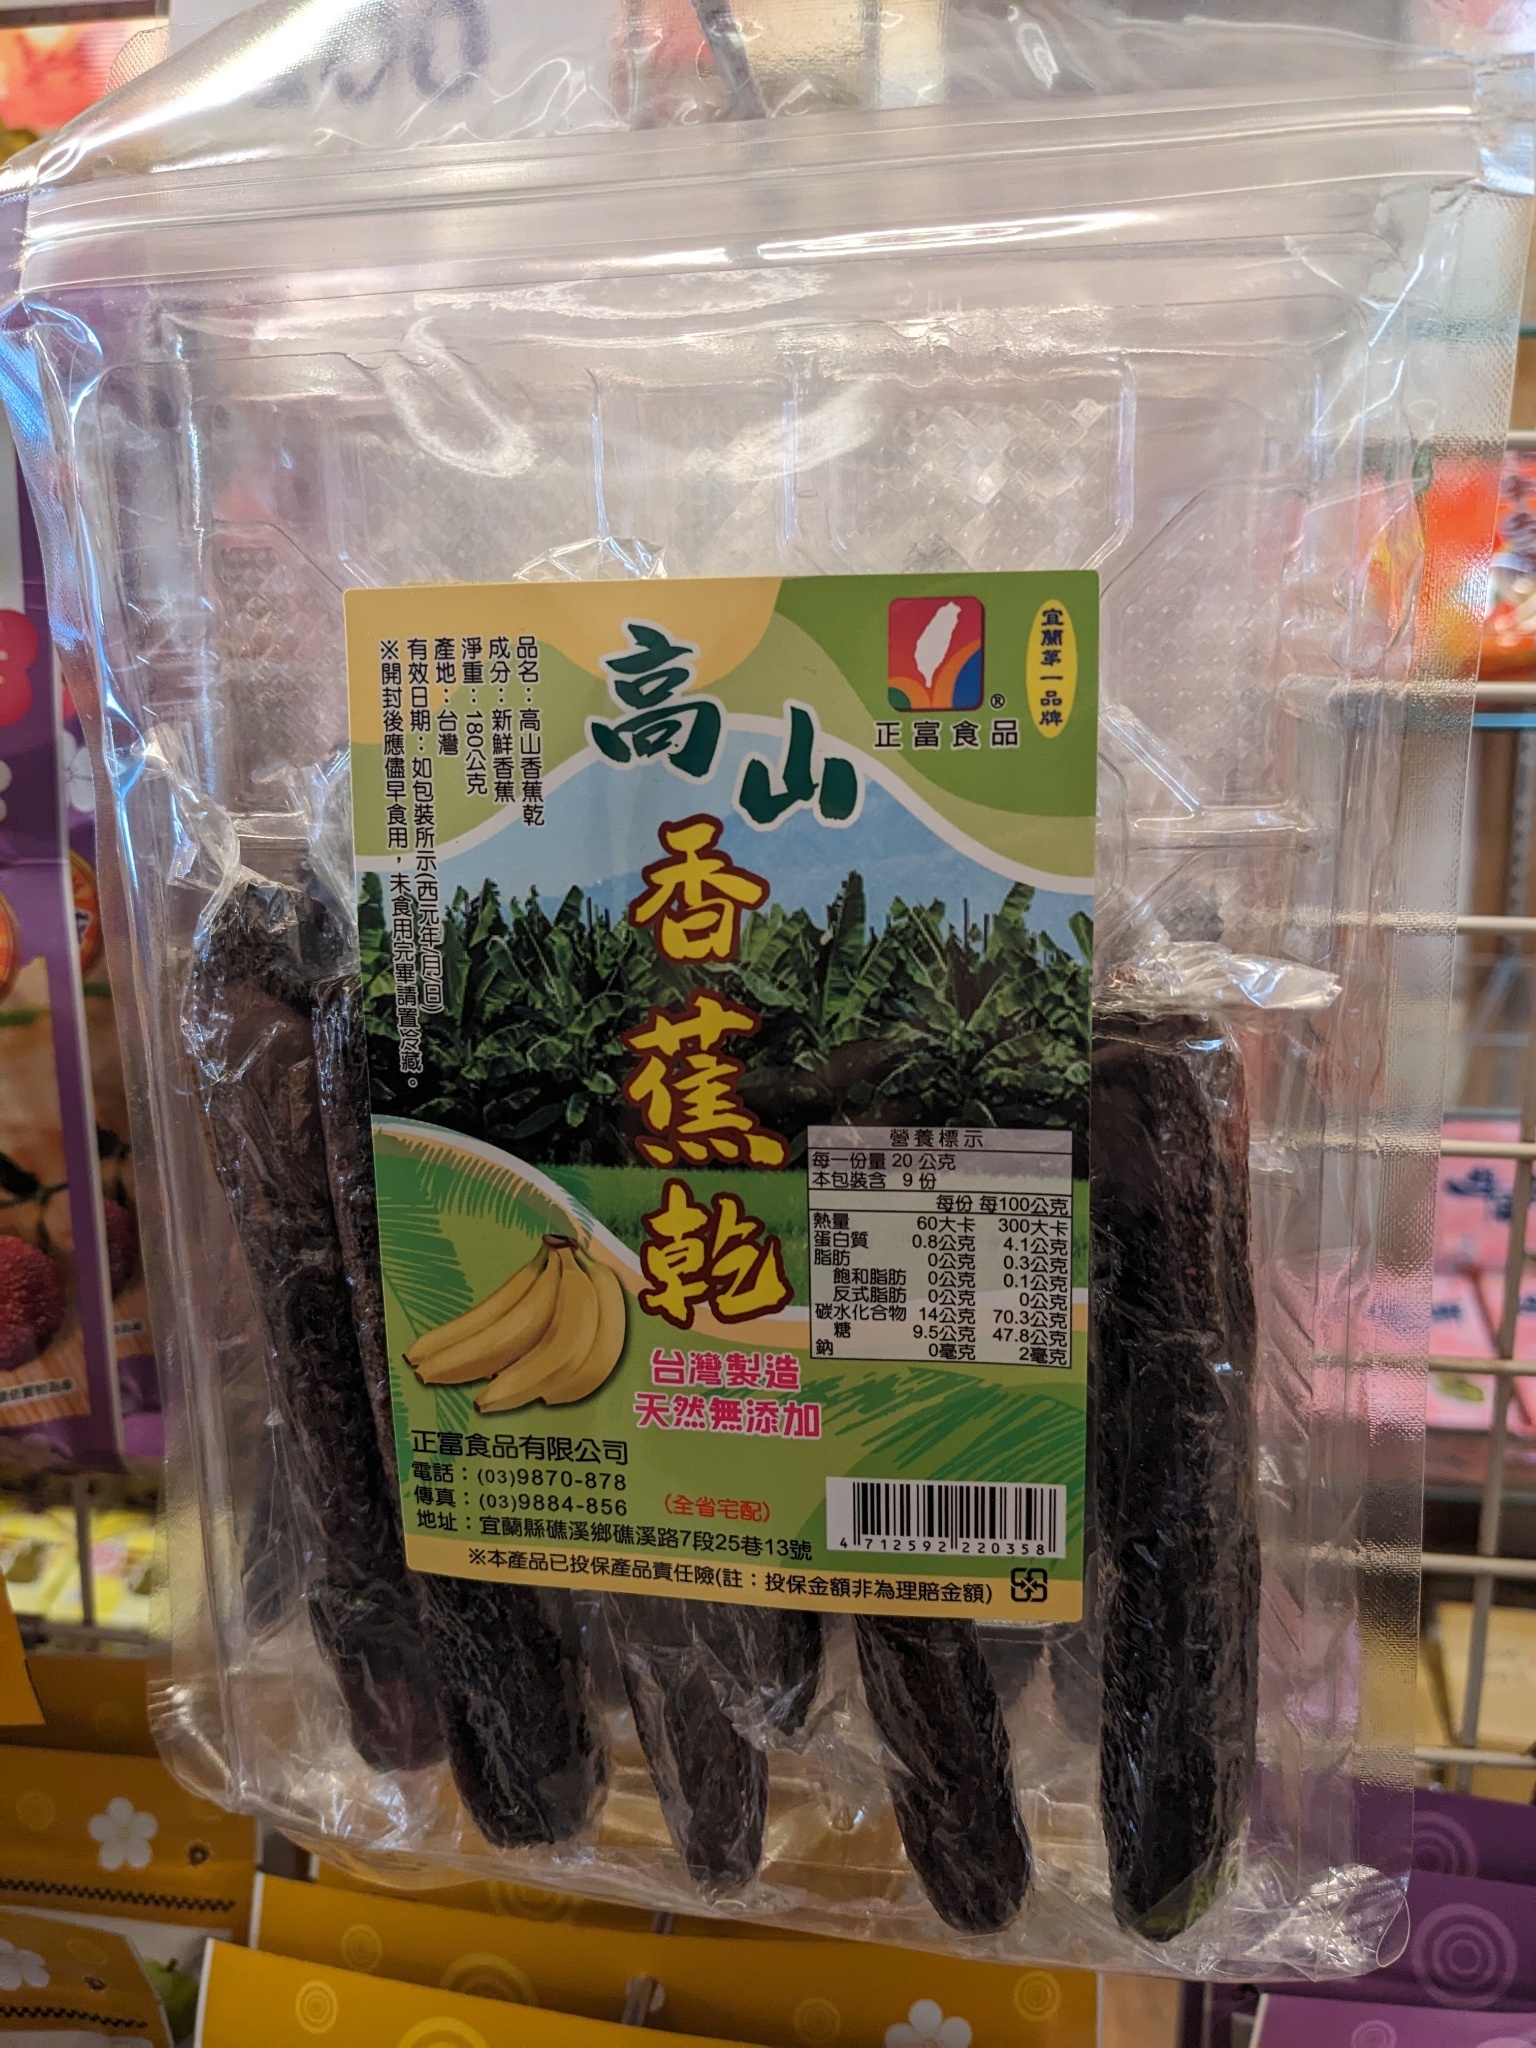 宜蘭第一品牌
®
正富食品
高山
香蕉乾
品名：高山香蕉乾
成分：新鮮香蕉
淨重：180公克
產地：台灣
有效日期：如包裝所示(西元年/月/日)
※開封後應儘早食用，未食用完畢請置冷藏。
營養標示
每一份量 20 公克
本包裝含 9 份
每份 每100公克
熱量 60大卡 300大卡
蛋白質 0.8公克 4.1公克
脂肪 0公克 0.3公克
飽和脂肪 0公克 0.1公克
反式脂肪 0公克 0公克
碳水化合物 14公克 70.3公克
糖 9.5公克 47.8公克
鈉 0毫克 2毫克
台灣製造
天然無添加
正富食品有限公司
電話：(03)9870-878
傳真：(03)9884-856 (全省宅配)
地址：宜蘭縣礁溪鄉礁溪路7段25巷13號
4 712592 220358
※本產品已投保產品責任險(註：投保金額非為理賠金額)